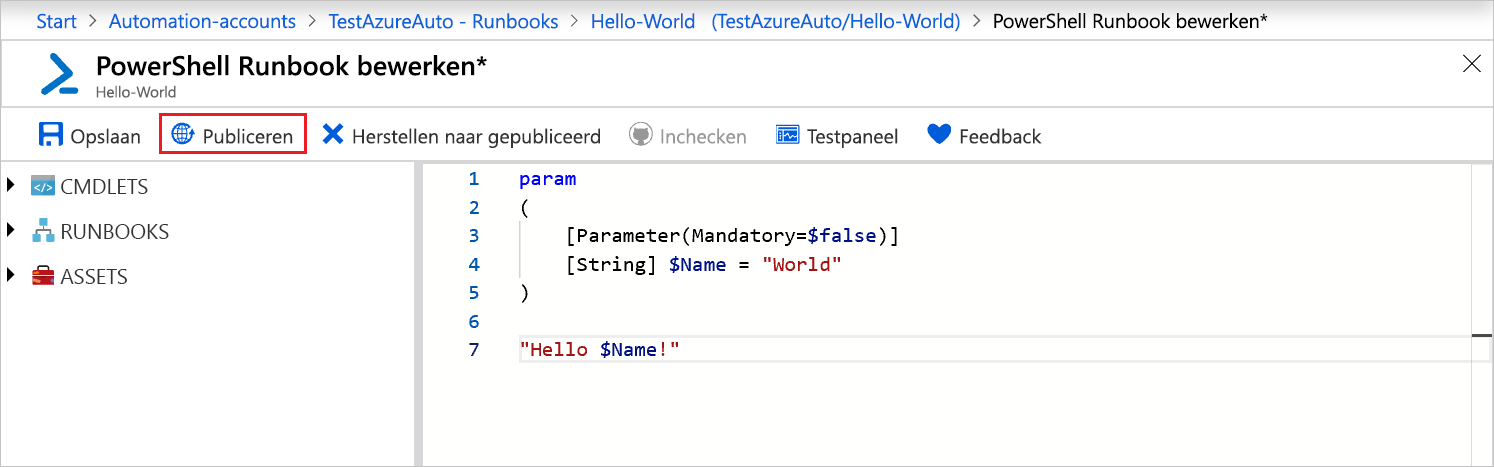 Start > Automation-accounts > TestAzureAuto - Runbooks > Hello-World (TestAzureAuto/Hello-World) > PowerShell Runbook bewerken*
PowerShell Runbook bewerken*
Hello-World
Opslaan Publiceren Herstellen naar gepubliceerd Inchecken Testpaneel Feedback
CMDLETS
RUNBOOKS
ASSETS
1 param
2 (
3 [Parameter(Mandatory=$false)]
4 [String] $Name = "World"
5 )
6
7 "Hello $Name!"